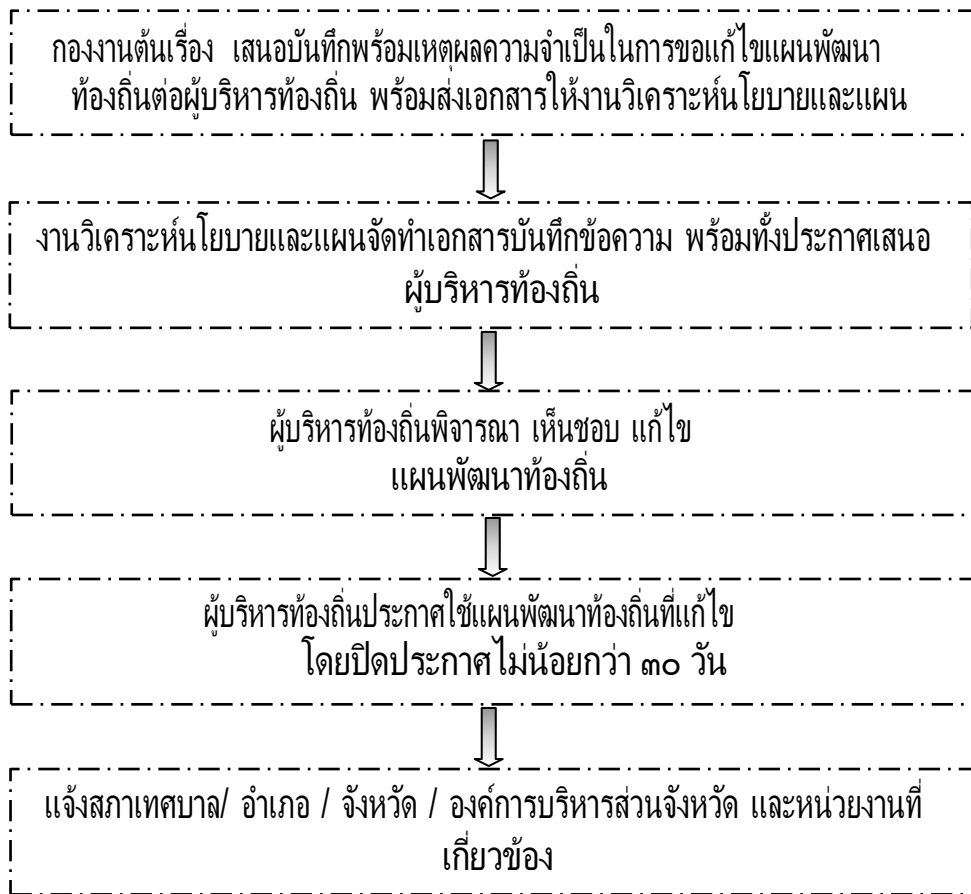 กองงานต้นเรื่อง เสนอบันทึกพร้อมเหตุผลความจำเป็นในการขอแก้ไขแผนพัฒนา
ท้องถิ่นต่อผู้บริหารท้องถิ่น พร้อมส่งเอกสารให้งานวิเคราะห์นโยบายและแผน
งานวิเคราะห์นโยบายและแผนจัดทำเอกสารบันทึกข้อความ พร้อมทั้งประกาศเสนอ
ผู้บริหารท้องถิ่น
ผู้บริหารท้องถิ่นพิจารณา เห็นชอบ แก้ไข
แผนพัฒนาท้องถิ่น
ผู้บริหารท้องถิ่นประกาศใช้แผนพัฒนาท้องถิ่นที่แก้ไข
โดยปิดประกาศไม่น้อยกว่า ๓๐ วัน
แจ้งสภาเทศบาล/ อำเภอ / จังหวัด / องค์การบริหารส่วนจังหวัด และหน่วยงานที่
เกี่ยวข้อง